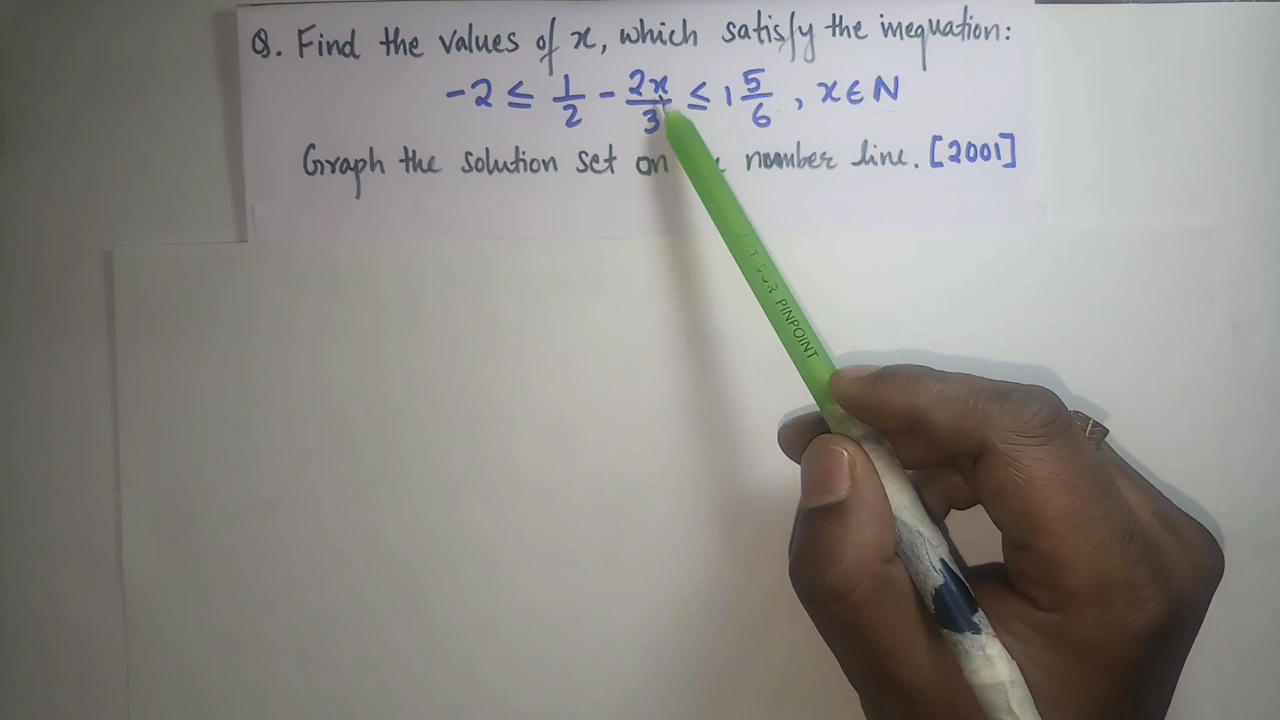 Q. Find the values of x, which satisfy the inequation:
-2 ≤ 1/2 - 2x/3 ≤ 1 5/6, x ∈ N
Graph the solution set on number line. [2001]
PINPOINT